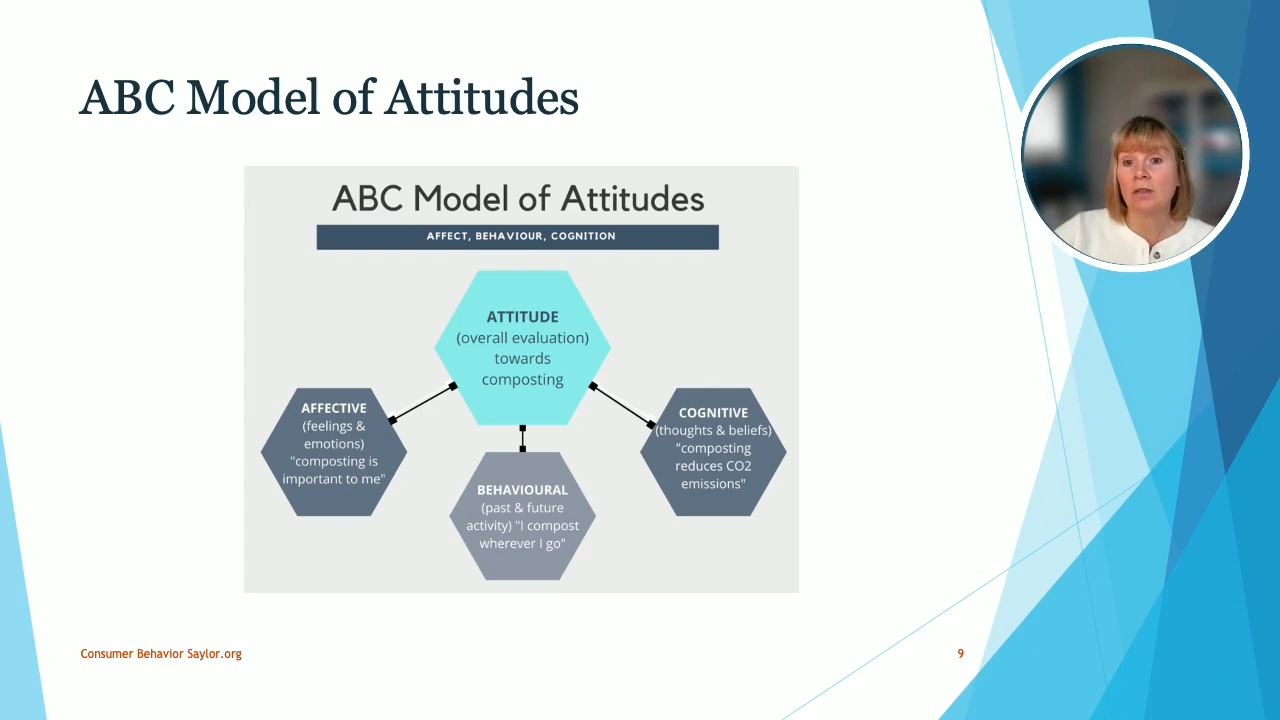 ABC Model of Attitudes
ABC Model of Attitudes
AFFECT, BEHAVIOUR, COGNITION
ATTITUDE
(overall evaluation)
towards
composting
AFFECTIVE
(feelings &
emotions)
"composting is
important to me"
BEHAVIOURAL
(past & future
activity) "I compost
wherever I go"
COGNITIVE
(thoughts & beliefs)
"composting
reduces CO2
emissions"
Consumer Behavior Saylor.org
9